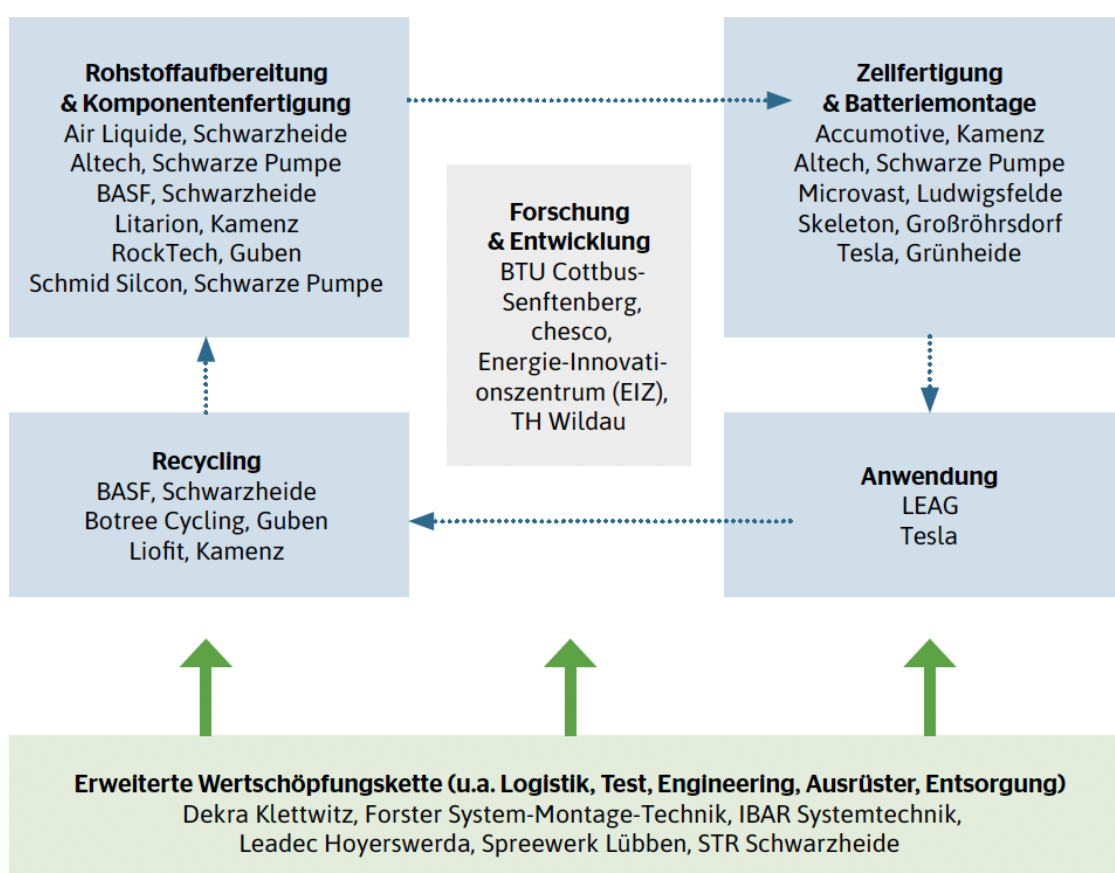 Rohstoffaufbereitung
& Komponentenfertigung
Air Liquide, Schwarzheide
Altech, Schwarze Pumpe
BASF, Schwarzheide
Litarion, Kamenz
RockTech, Guben
Schmid Silcon, Schwarze Pumpe
Zellfertigung
& Batteriemontage
Accumotive, Kamenz
Altech, Schwarze Pumpe
Microvast, Ludwigsfelde
Skeleton, Großröhrsdorf
Tesla, Grünheide
Forschung
& Entwicklung
BTU Cottbus-
Senftenberg,
chesco,
Energie-Innovati-
onszentrum (EIZ),
TH Wildau
Recycling
BASF, Schwarzheide
Botree Cycling, Guben
Liofit, Kamenz
Anwendung
LEAG
Tesla
Erweiterte Wertschöpfungskette (u.a. Logistik, Test, Engineering, Ausrüster, Entsorgung)
Dekra Klettwitz, Forster System-Montage-Technik, IBAR Systemtechnik,
Leadec Hoyerswerda, Spreewerk Lübben, STR Schwarzheide